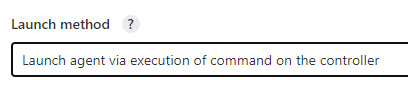 Launch method ?
Launch agent via execution of command on the controller